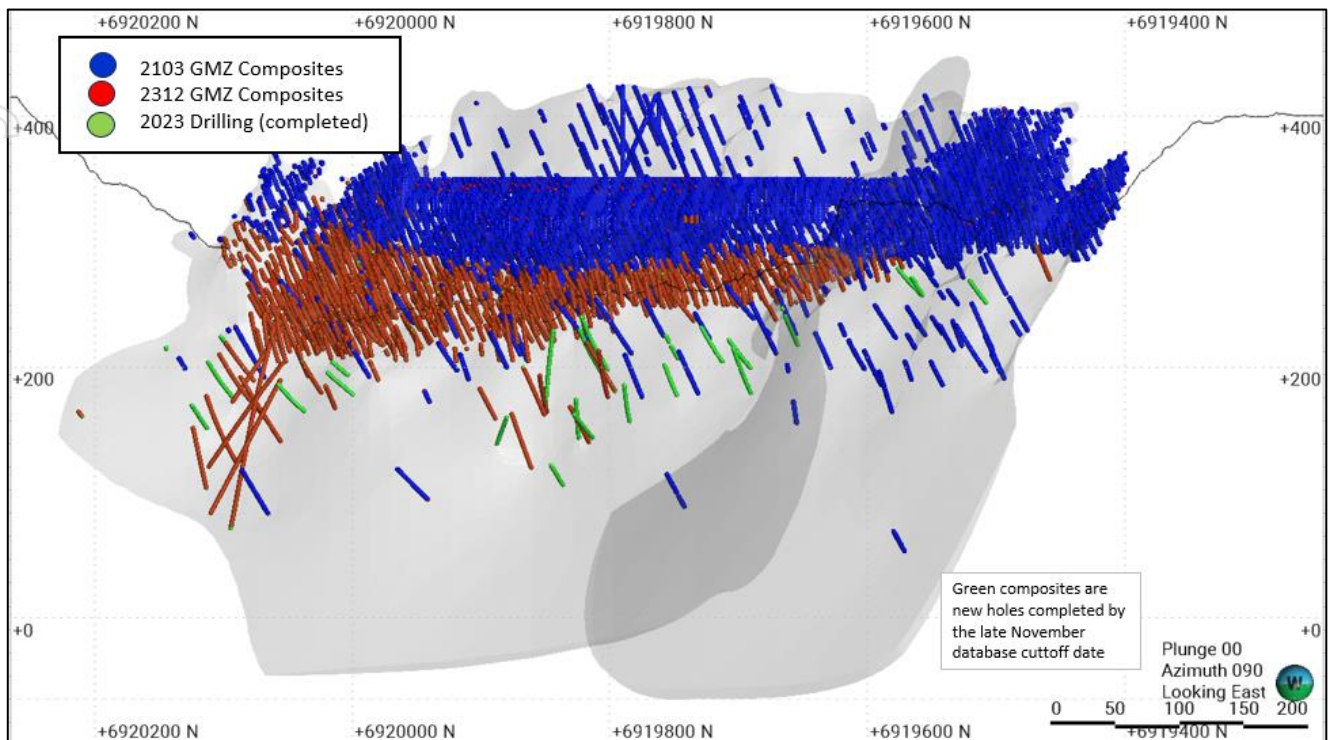 +6920200 N +6920000 N +6919800 N +6919600 N +6919400 N
2103 GMZ Composites
2312 GMZ Composites
2023 Drilling (completed)
+400 +400
+200 +200
Green composites are
new holes completed by
the late November
database cuttoff date
+0 +0
Plunge 00
Azimuth 090
Looking East
W
0 50 100 150 200
+6920200 N +6920000 N +6919800 N +6919600 N +6919400 N